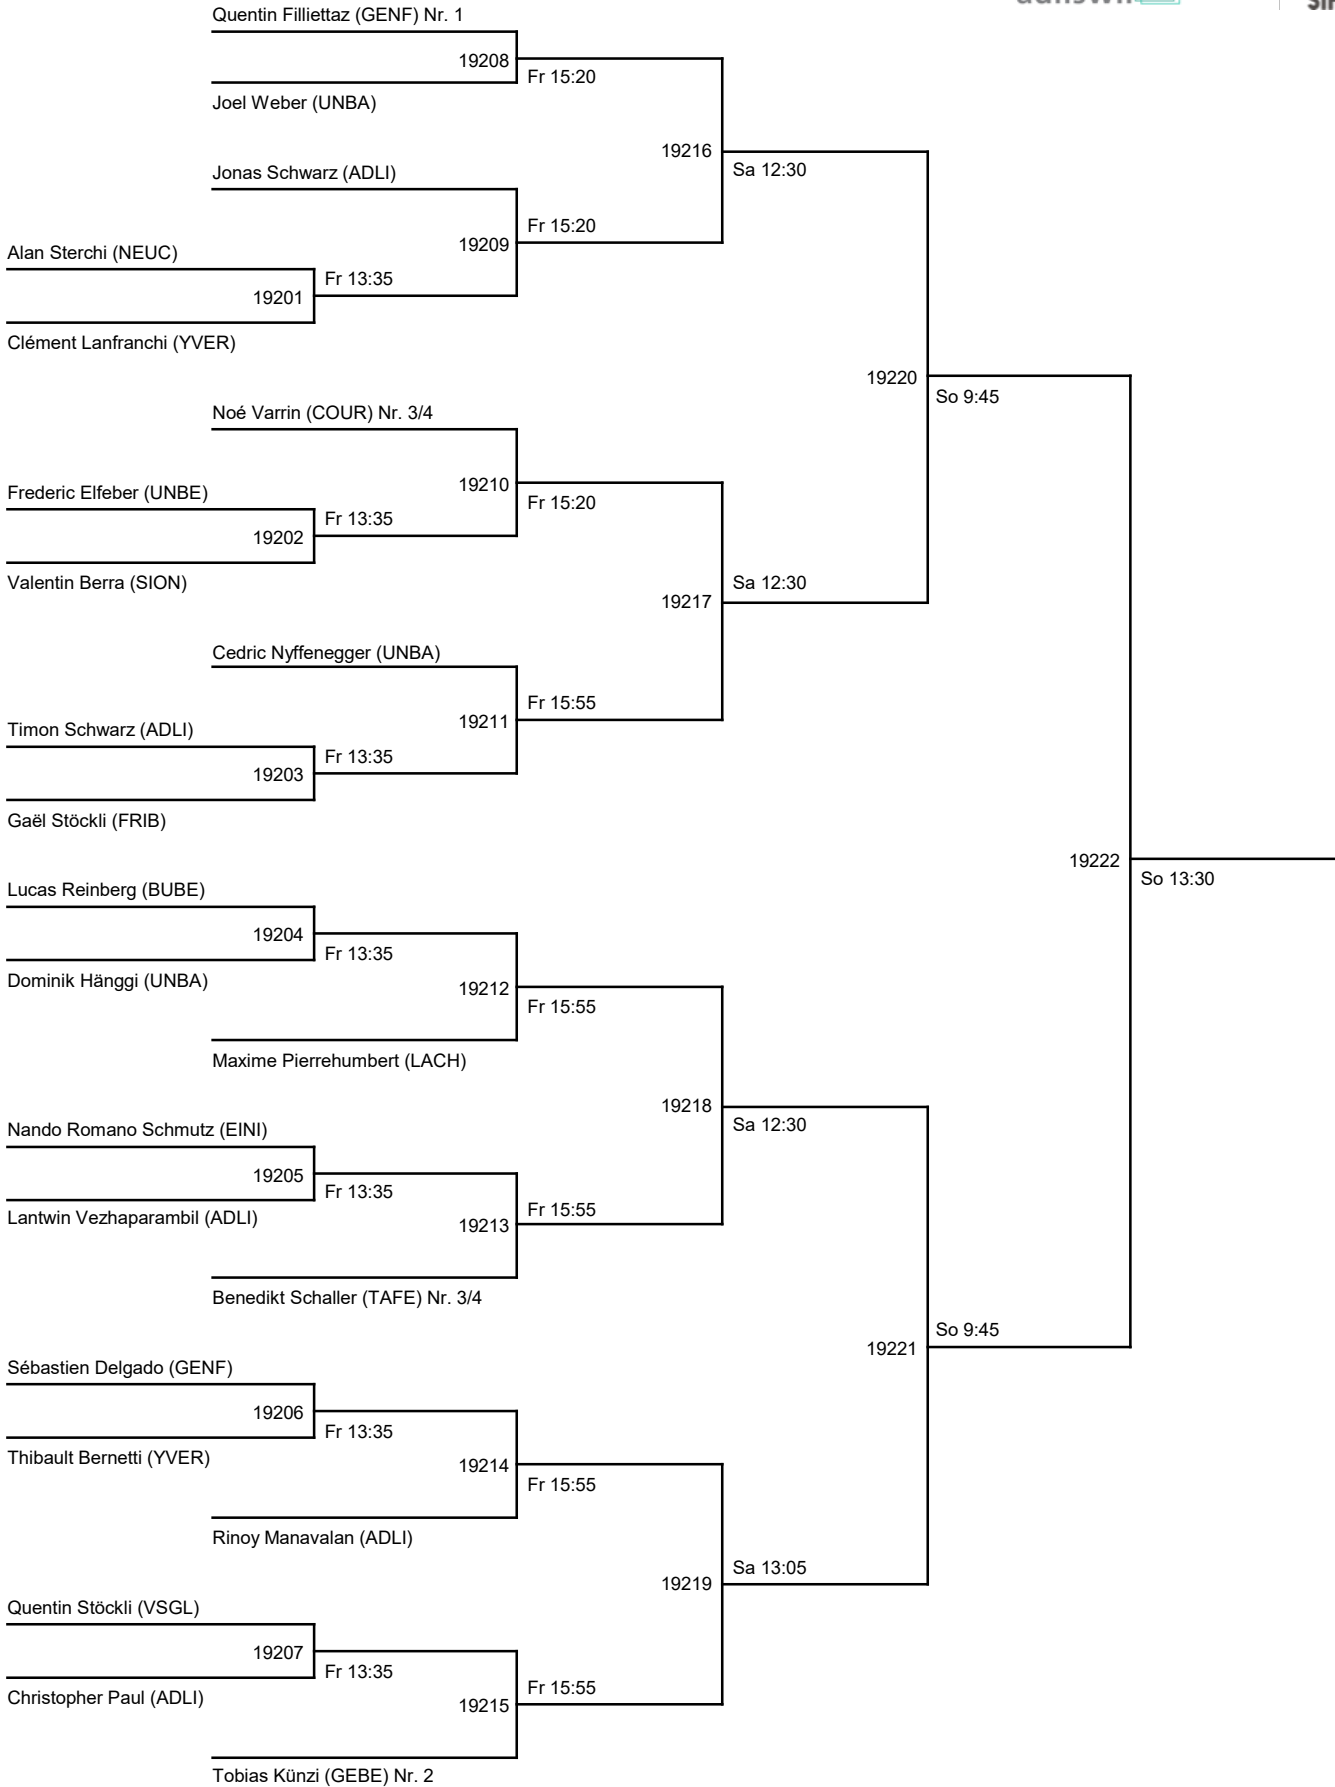 Quentin Filliettaz (GENF) Nr. 1
19208
Fr 15:20
Joel Weber (UNBA)
19216
Sa 12:30
Jonas Schwarz (ADLI)
Fr 15:20
19209
Alan Sterchi (NEUC)
Fr 13:35
19201
Clément Lanfranchi (YVER)
19220
So 9:45
Noé Varrin (COUR) Nr. 3/4
19210
Frederic Elfeber (UNBE)
Fr 15:20
Fr 13:35
19202
Valentin Berra (SION)
Sa 12:30
19217
Cedric Nyffenegger (UNBA)
Fr 15:55
19211
Timon Schwarz (ADLI)
Fr 13:35
19203
Gaël Stöckli (FRIB)
19222
So 13:30
Lucas Reinberg (BUBE)
19204
Fr 13:35
Dominik Hänggi (UNBA)
19212
Fr 15:55
Maxime Pierrehumbert (LACH)
19218
Sa 12:30
Nando Romano Schmutz (EINI)
19205
Fr 13:35
Lantwin Vezhaparambil (ADLI)
Fr 15:55
19213
Benedikt Schaller (TAFE) Nr. 3/4
So 9:45
19221
Sébastien Delgado (GENF)
19206
Fr 13:35
Thibault Bernetti (YVER)
19214
Fr 15:55
Rinoy Manavalan (ADLI)
Sa 13:05
19219
Quentin Stöckli (VSGL)
19207
Fr 13:35
Christopher Paul (ADLI)
Fr 15:55
19215
Tobias Künzi (GEBE) Nr. 2